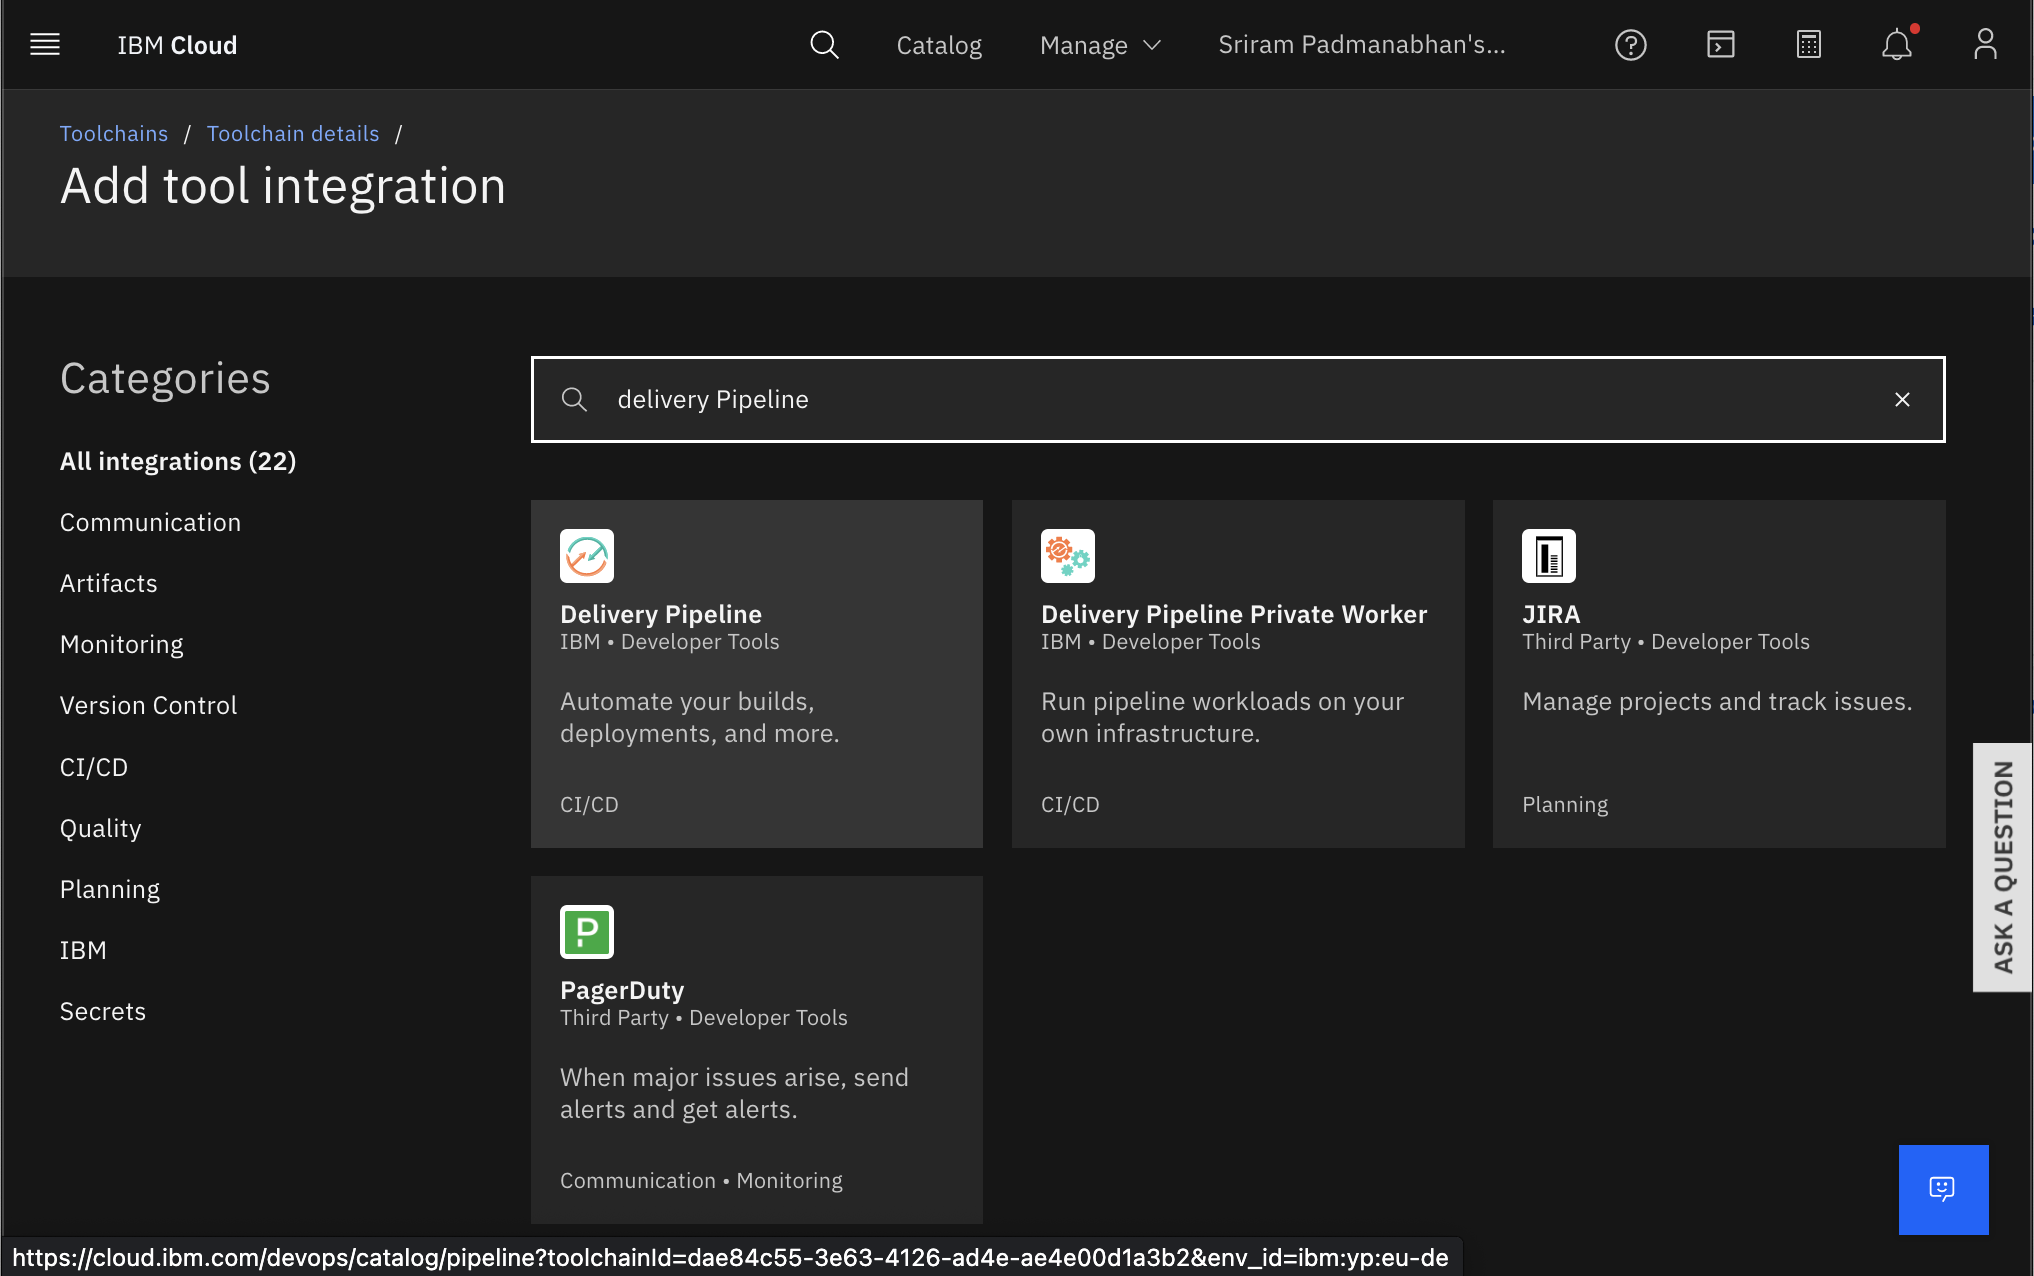 IBM Cloud
Catalog
Manage
Sriram Padmanabhan's...
Toolchains / Toolchain details /
Add tool integration
Categories
All integrations (22)
Communication
Artifacts
Monitoring
Version Control
CI/CD
Quality
Planning
IBM
Secrets
delivery Pipeline
Delivery Pipeline
IBM • Developer Tools
Automate your builds,
deployments, and more.
CI/CD
Delivery Pipeline Private Worker
IBM • Developer Tools
Run pipeline workloads on your
own infrastructure.
CI/CD
JIRA
Third Party • Developer Tools
Manage projects and track issues.
Planning
P
PagerDuty
Third Party • Developer Tools
When major issues arise, send
alerts and get alerts.
Communication • Monitoring
ASK A QUESTION
https://cloud.ibm.com/devops/catalog/pipeline?toolchainId=dae84c55-3e63-4126-ad4e-ae4e00d1a3b2&env_id=ibm:yp:eu-de